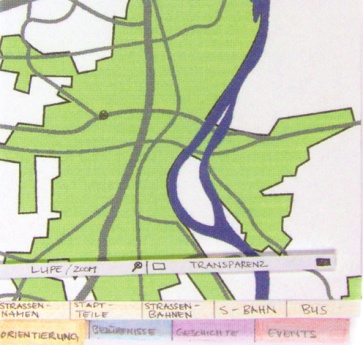 LUPE/ZOOM TRANSPARENZ
STRASSEN- STADT- STRASSEN- S-BAHN BUS
NAMEN TEILE BAHNEN
ORIENTIERUNG BEDÜRFNISSE GESCHICHTE EVENTS